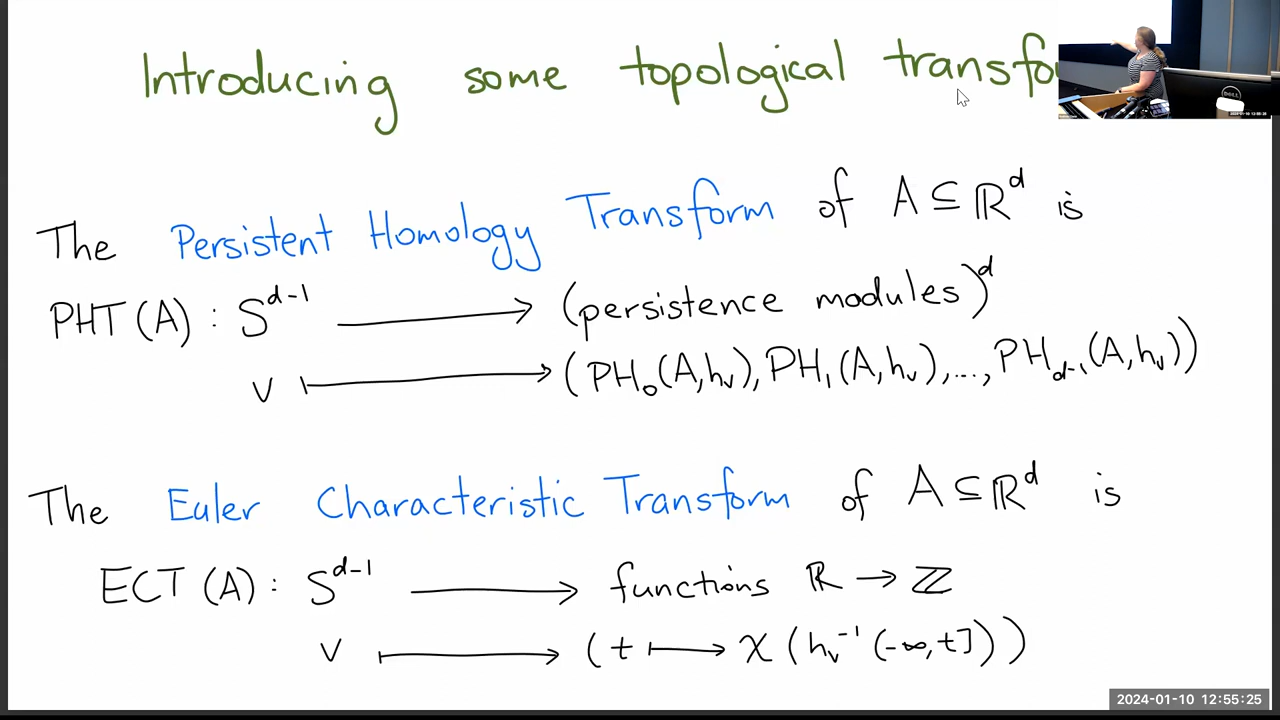 Introducing some topological
The Persistent Homology Transform of A ⊆ ℝ^d is
PHT(A) : S^{d-1} ⟶ (persistence modules)^d
v ⟼ (PH_0(A,h_v), PH_1(A,h_v), ..., PH_{d-1}(A,h_v))
The Euler Characteristic Transform of A ⊆ ℝ^d is
ECT(A) : S^{d-1} ⟶ functions ℝ → ℤ
v ⟼ (t ⟼ χ(h_v^{-1}(-∞,t]))
DELL
2024-01-10 12:55:25